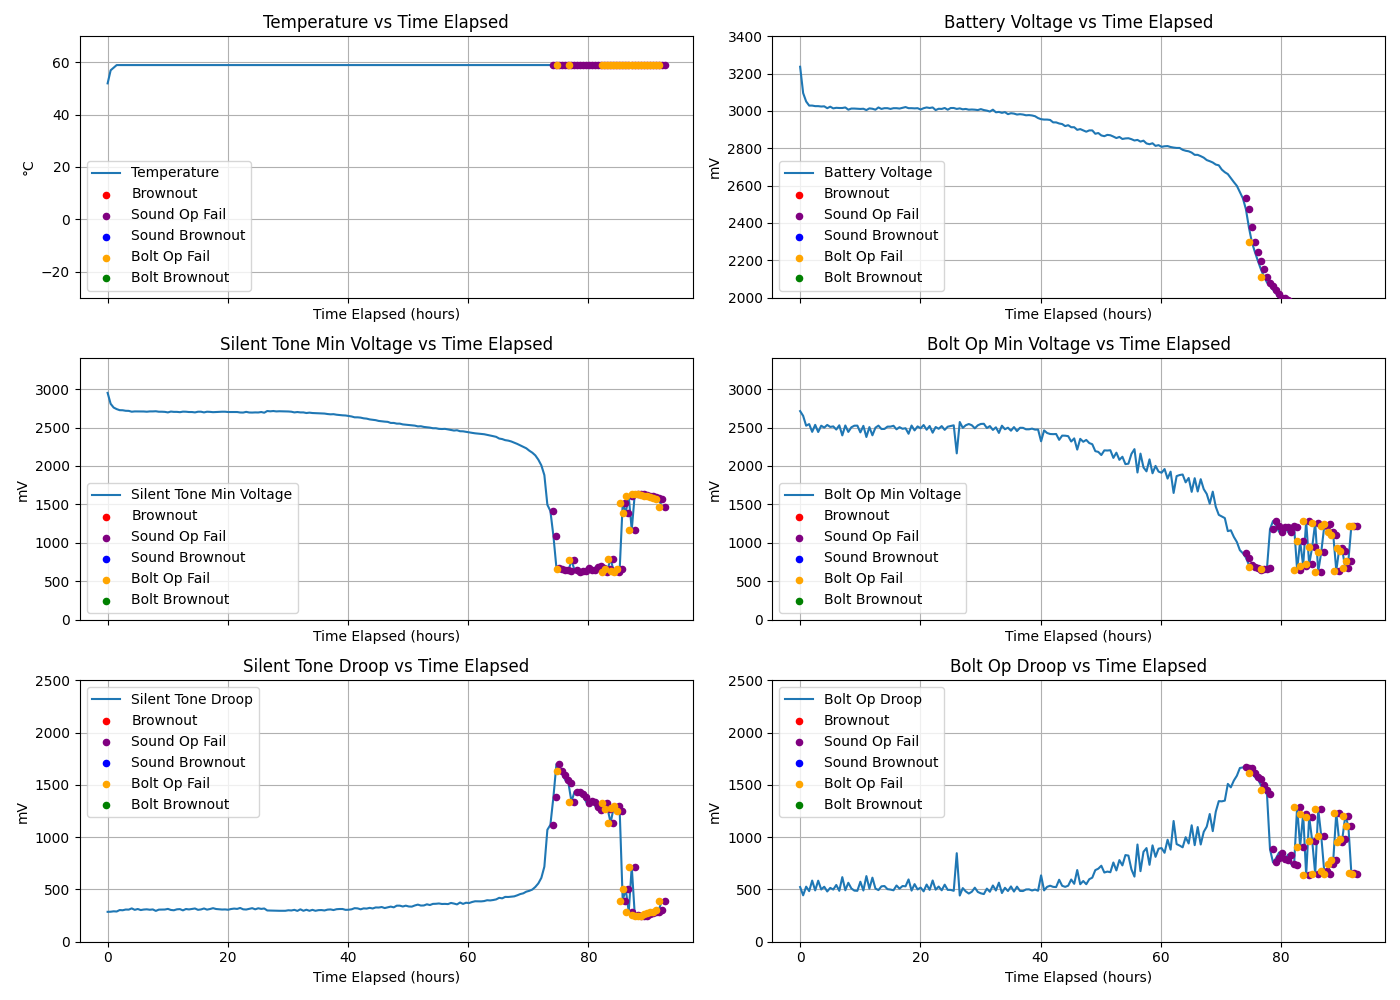 Temperature vs Time Elapsed
60
40
20
0
−20
°C
Temperature
Brownout
Sound Op Fail
Sound Brownout
Bolt Op Fail
Bolt Brownout
Time Elapsed (hours)
Battery Voltage vs Time Elapsed
3400
3200
3000
2800
2600
2400
2200
2000
mV
Battery Voltage
Brownout
Sound Op Fail
Sound Brownout
Bolt Op Fail
Bolt Brownout
Time Elapsed (hours)
Silent Tone Min Voltage vs Time Elapsed
3000
2500
2000
1500
1000
500
0
mV
Silent Tone Min Voltage
Brownout
Sound Op Fail
Sound Brownout
Bolt Op Fail
Bolt Brownout
Time Elapsed (hours)
Bolt Op Min Voltage vs Time Elapsed
3000
2500
2000
1500
1000
500
0
mV
Bolt Op Min Voltage
Brownout
Sound Op Fail
Sound Brownout
Bolt Op Fail
Bolt Brownout
Time Elapsed (hours)
Silent Tone Droop vs Time Elapsed
2500
2000
1500
1000
500
0
mV
Silent Tone Droop
Brownout
Sound Op Fail
Sound Brownout
Bolt Op Fail
Bolt Brownout
0 20 40 60 80
Time Elapsed (hours)
Bolt Op Droop vs Time Elapsed
2500
2000
1500
1000
500
0
mV
Bolt Op Droop
Brownout
Sound Op Fail
Sound Brownout
Bolt Op Fail
Bolt Brownout
0 20 40 60 80
Time Elapsed (hours)